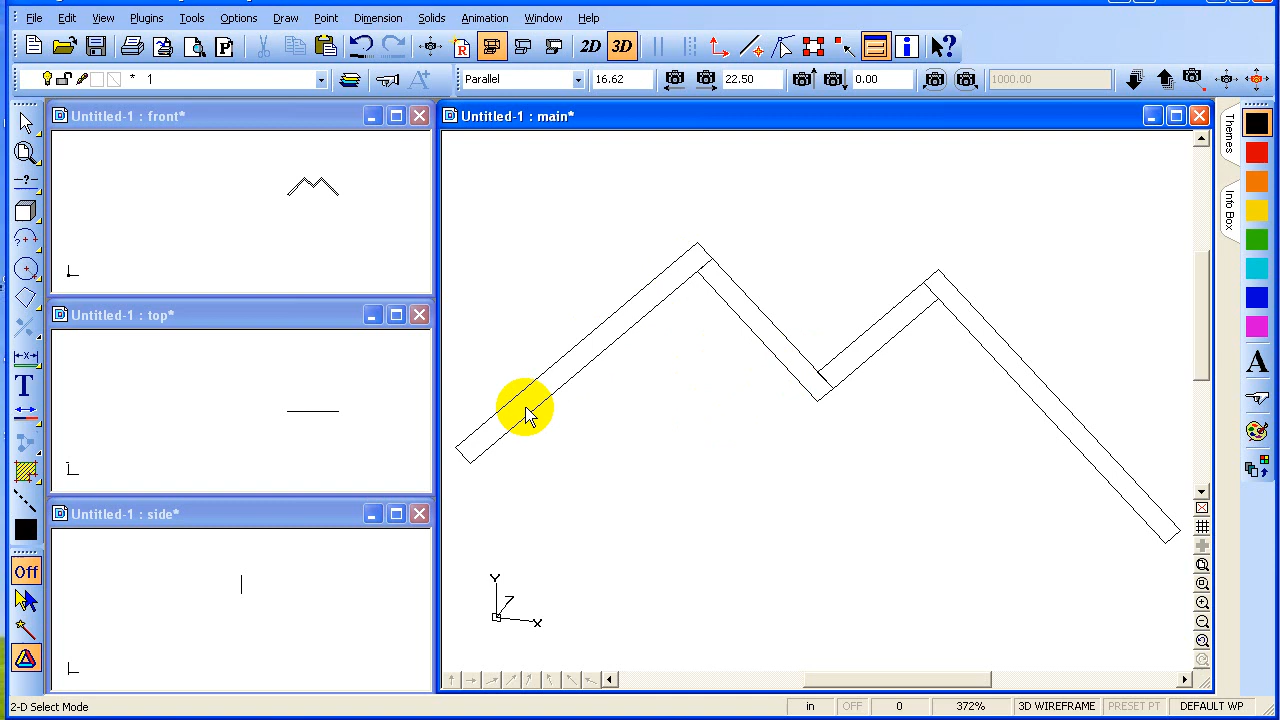 File Edit View Plugins Tools Options Draw Point Dimension Solids Animation Window Help
P R 2D 3D i ?
* 1 A+ Parallel 16.62 22.50 0.00 1000.00
Untitled-1 : front*
Untitled-1 : main*
Themes
Info Box
-?-
x
T
A
Untitled-1 : top*
Untitled-1 : side*
Off
Y
Z
X
2-D Select Mode in OFF 0 372% 3D WIREFRAME PRESET PT DEFAULT WP